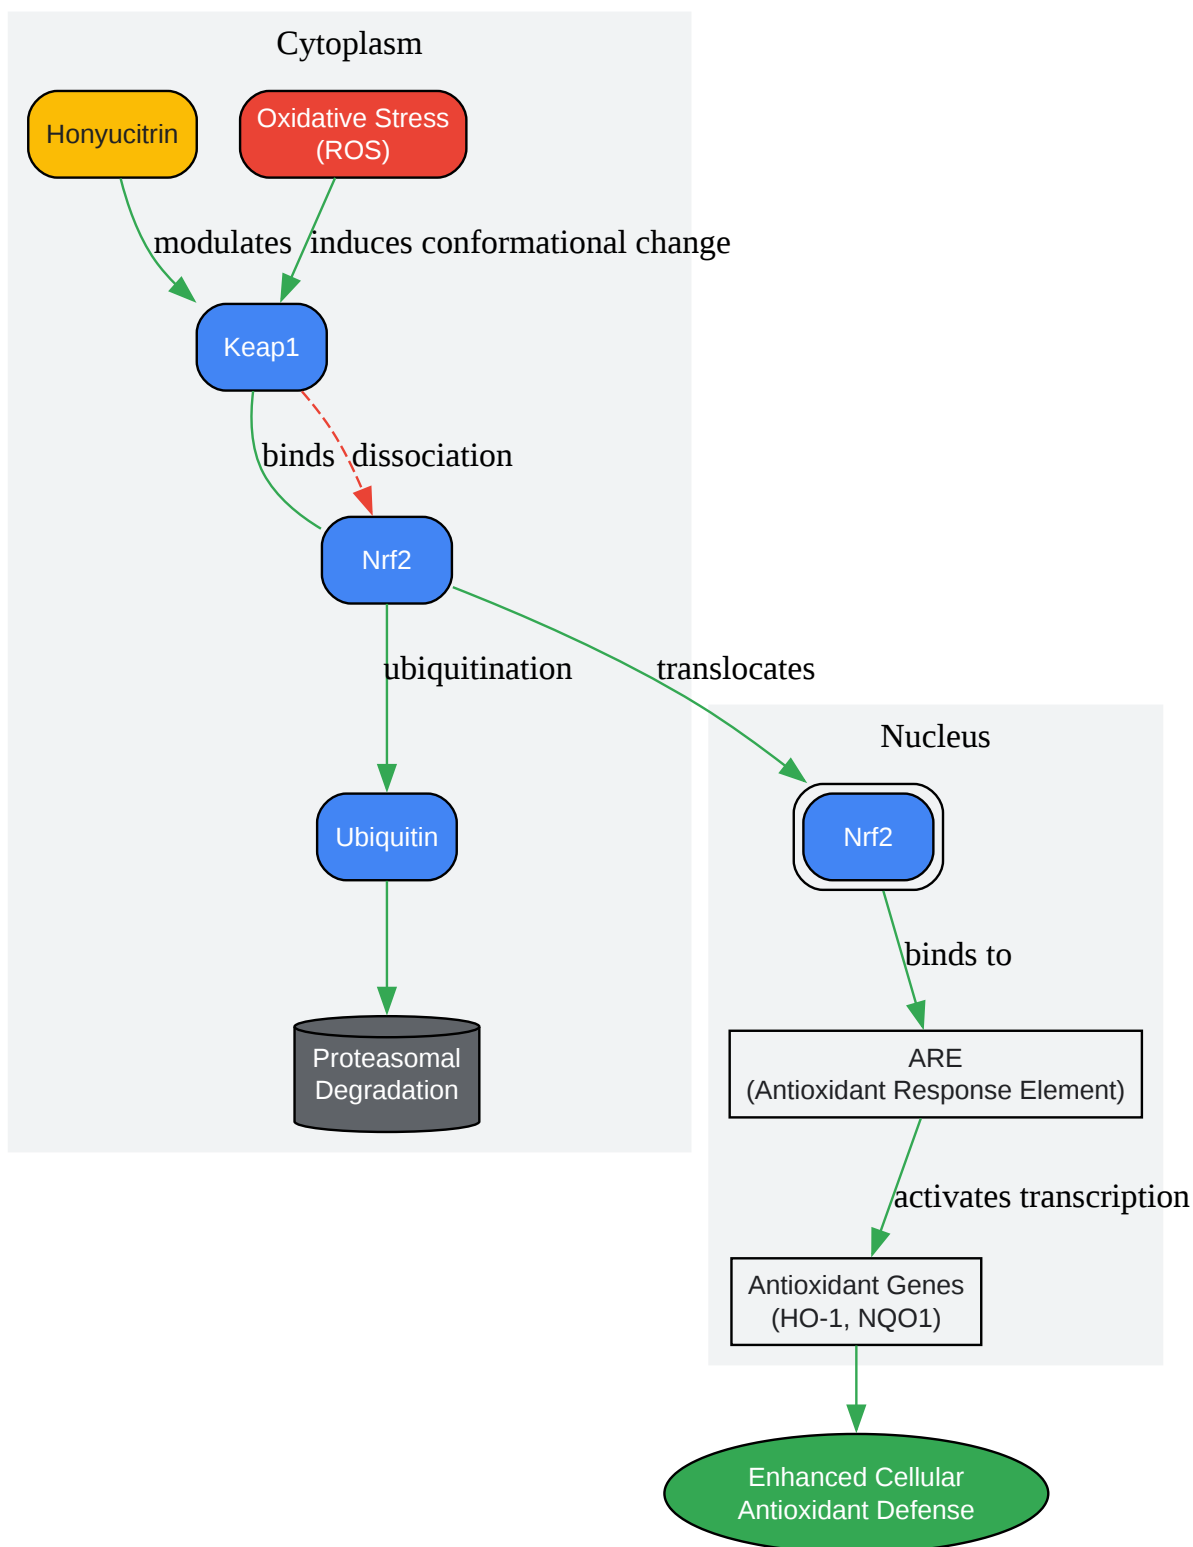 Cytoplasm
Honyucitrin
Oxidative Stress
(ROS)
modulates
induces conformational change
Keap1
binds
dissociation
Nrf2
ubiquitination
translocates
Nucleus
Ubiquitin
Nrf2
binds to
Proteasomal
Degradation
ARE
(Antioxidant Response Element)
activates transcription
Antioxidant Genes
(HO-1, NQO1)
Enhanced Cellular
Antioxidant Defense